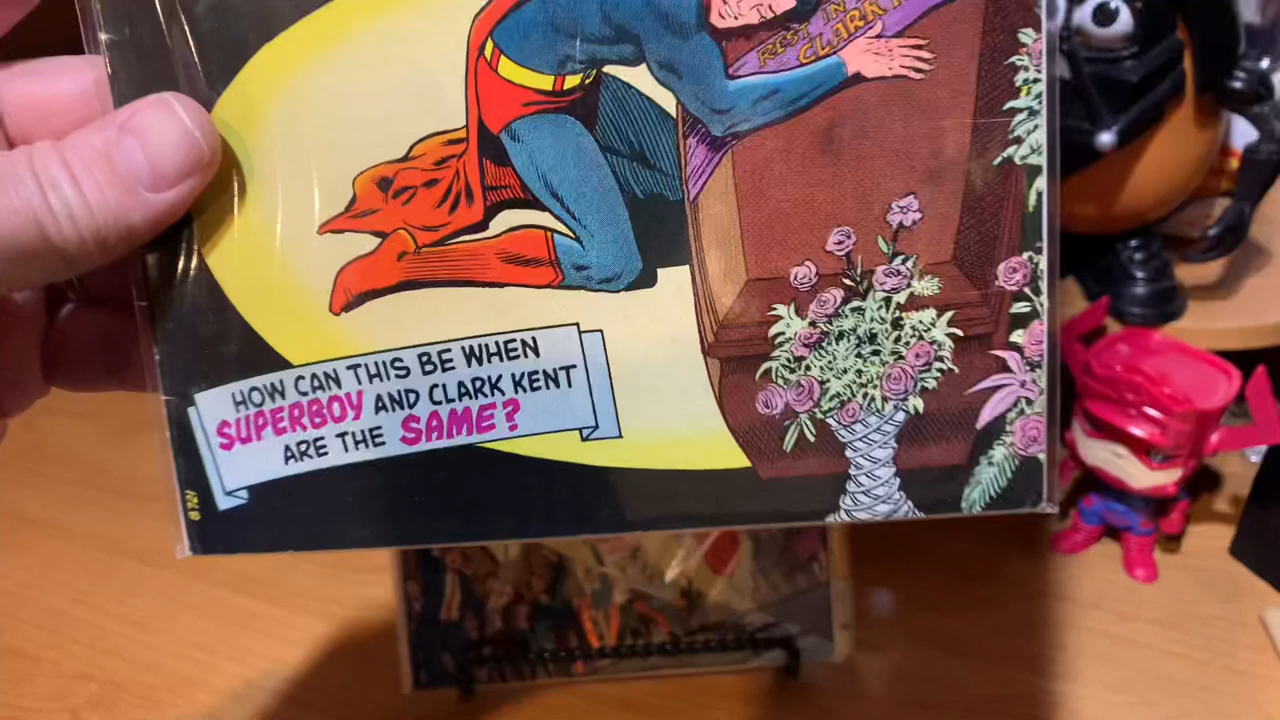 REST IN
CLARK
HOW CAN THIS BE WHEN
SUPERBOY AND CLARK KENT
ARE THE SAME?